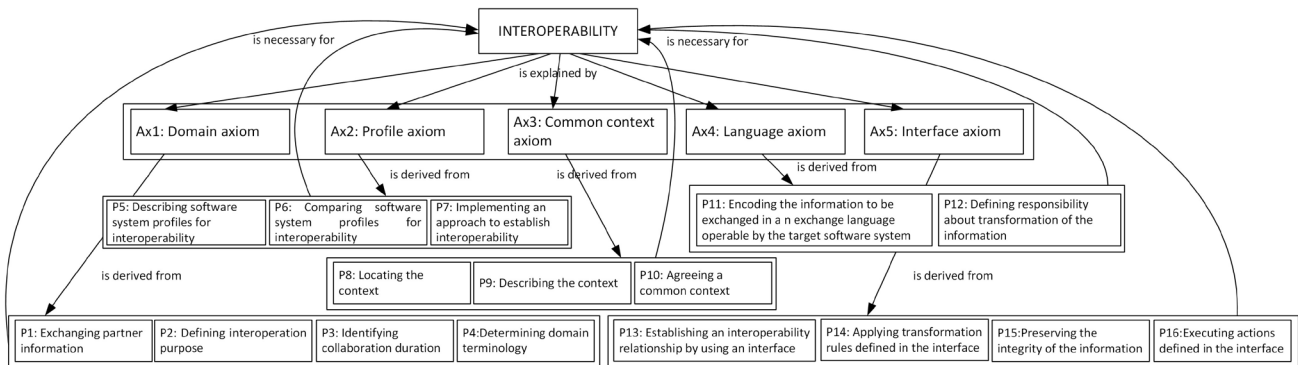 INTEROPERABILITY
is necessary for
is necessary for
is explained by
Ax1: Domain axiom
Ax2: Profile axiom
Ax3: Common context
axiom
Ax4: Language axiom
Ax5: Interface axiom
is derived from
is derived from
is derived from
P5: Describing software
system profiles for
interoperability
P6: Comparing software
system profiles for
interoperability
P7: Implementing an
approach to establish
interoperability
P11: Encoding the information to be
exchanged in a n exchange language
operable by the target software system
P12: Defining responsibility
about transformation of the
information
is derived from
P8: Locating the
context
P9: Describing the context
P10: Agreeing a
common context
is derived from
P1: Exchanging partner
information
P2: Defining interoperation
purpose
P3: Identifying
collaboration duration
P4:Determining domain
terminology
P13: Establishing an interoperability
relationship by using an interface
P14: Applying transformation
rules defined in the interface
P15:Preserving the
integrity of the information
P16:Executing actions
defined in the interface